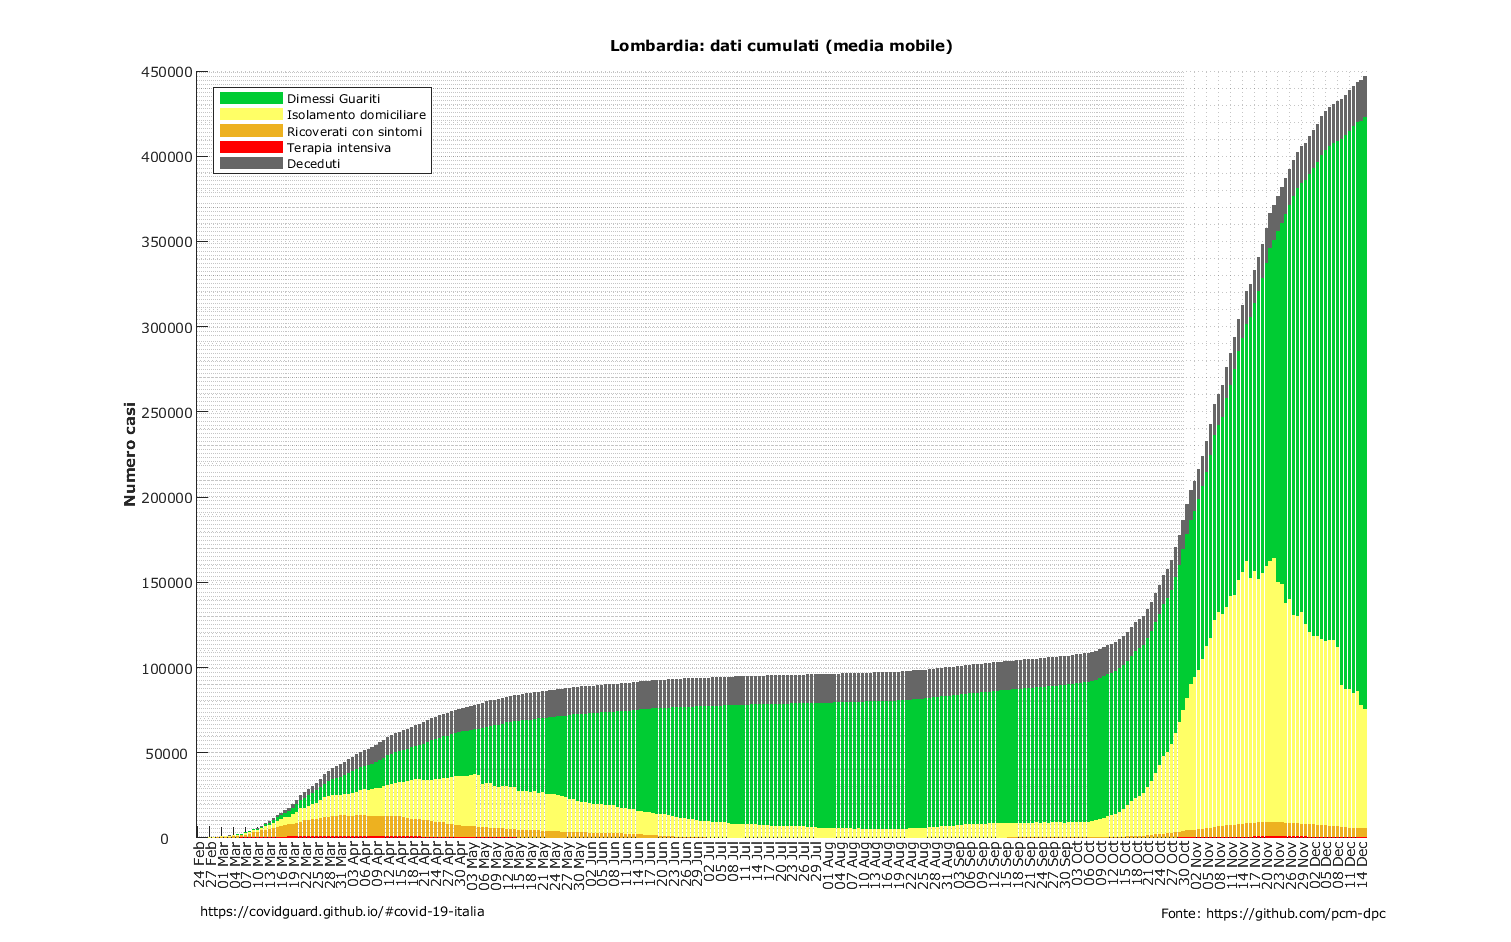 Lombardia: dati cumulati (media mobile)
450000
400000
350000
300000
250000
200000
150000
100000
50000
0
Numero casi
Dimessi Guariti
Isolamento domiciliare
Ricoverati con sintomi
Terapia intensiva
Deceduti
24 Feb
27 Feb
01 Mar
04 Mar
07 Mar
10 Mar
13 Mar
16 Mar
19 Mar
22 Mar
25 Mar
28 Mar
31 Mar
03 Apr
06 Apr
09 Apr
12 Apr
15 Apr
18 Apr
21 Apr
24 Apr
27 Apr
30 Apr
03 May
06 May
09 May
12 May
15 May
18 May
21 May
24 May
27 May
30 May
02 Jun
05 Jun
08 Jun
11 Jun
14 Jun
17 Jun
20 Jun
23 Jun
26 Jun
29 Jun
02 Jul
05 Jul
08 Jul
11 Jul
14 Jul
17 Jul
20 Jul
23 Jul
26 Jul
29 Jul
01 Aug
04 Aug
07 Aug
10 Aug
13 Aug
16 Aug
19 Aug
22 Aug
25 Aug
28 Aug
31 Aug
03 Sep
06 Sep
09 Sep
12 Sep
15 Sep
18 Sep
21 Sep
24 Sep
27 Sep
30 Sep
03 Oct
06 Oct
09 Oct
12 Oct
15 Oct
18 Oct
21 Oct
24 Oct
27 Oct
30 Oct
02 Nov
05 Nov
08 Nov
11 Nov
14 Nov
17 Nov
20 Nov
23 Nov
26 Nov
29 Nov
02 Dec
05 Dec
08 Dec
11 Dec
14 Dec
https://covidguard.github.io/#covid-19-italia
Fonte: https://github.com/pcm-dpc